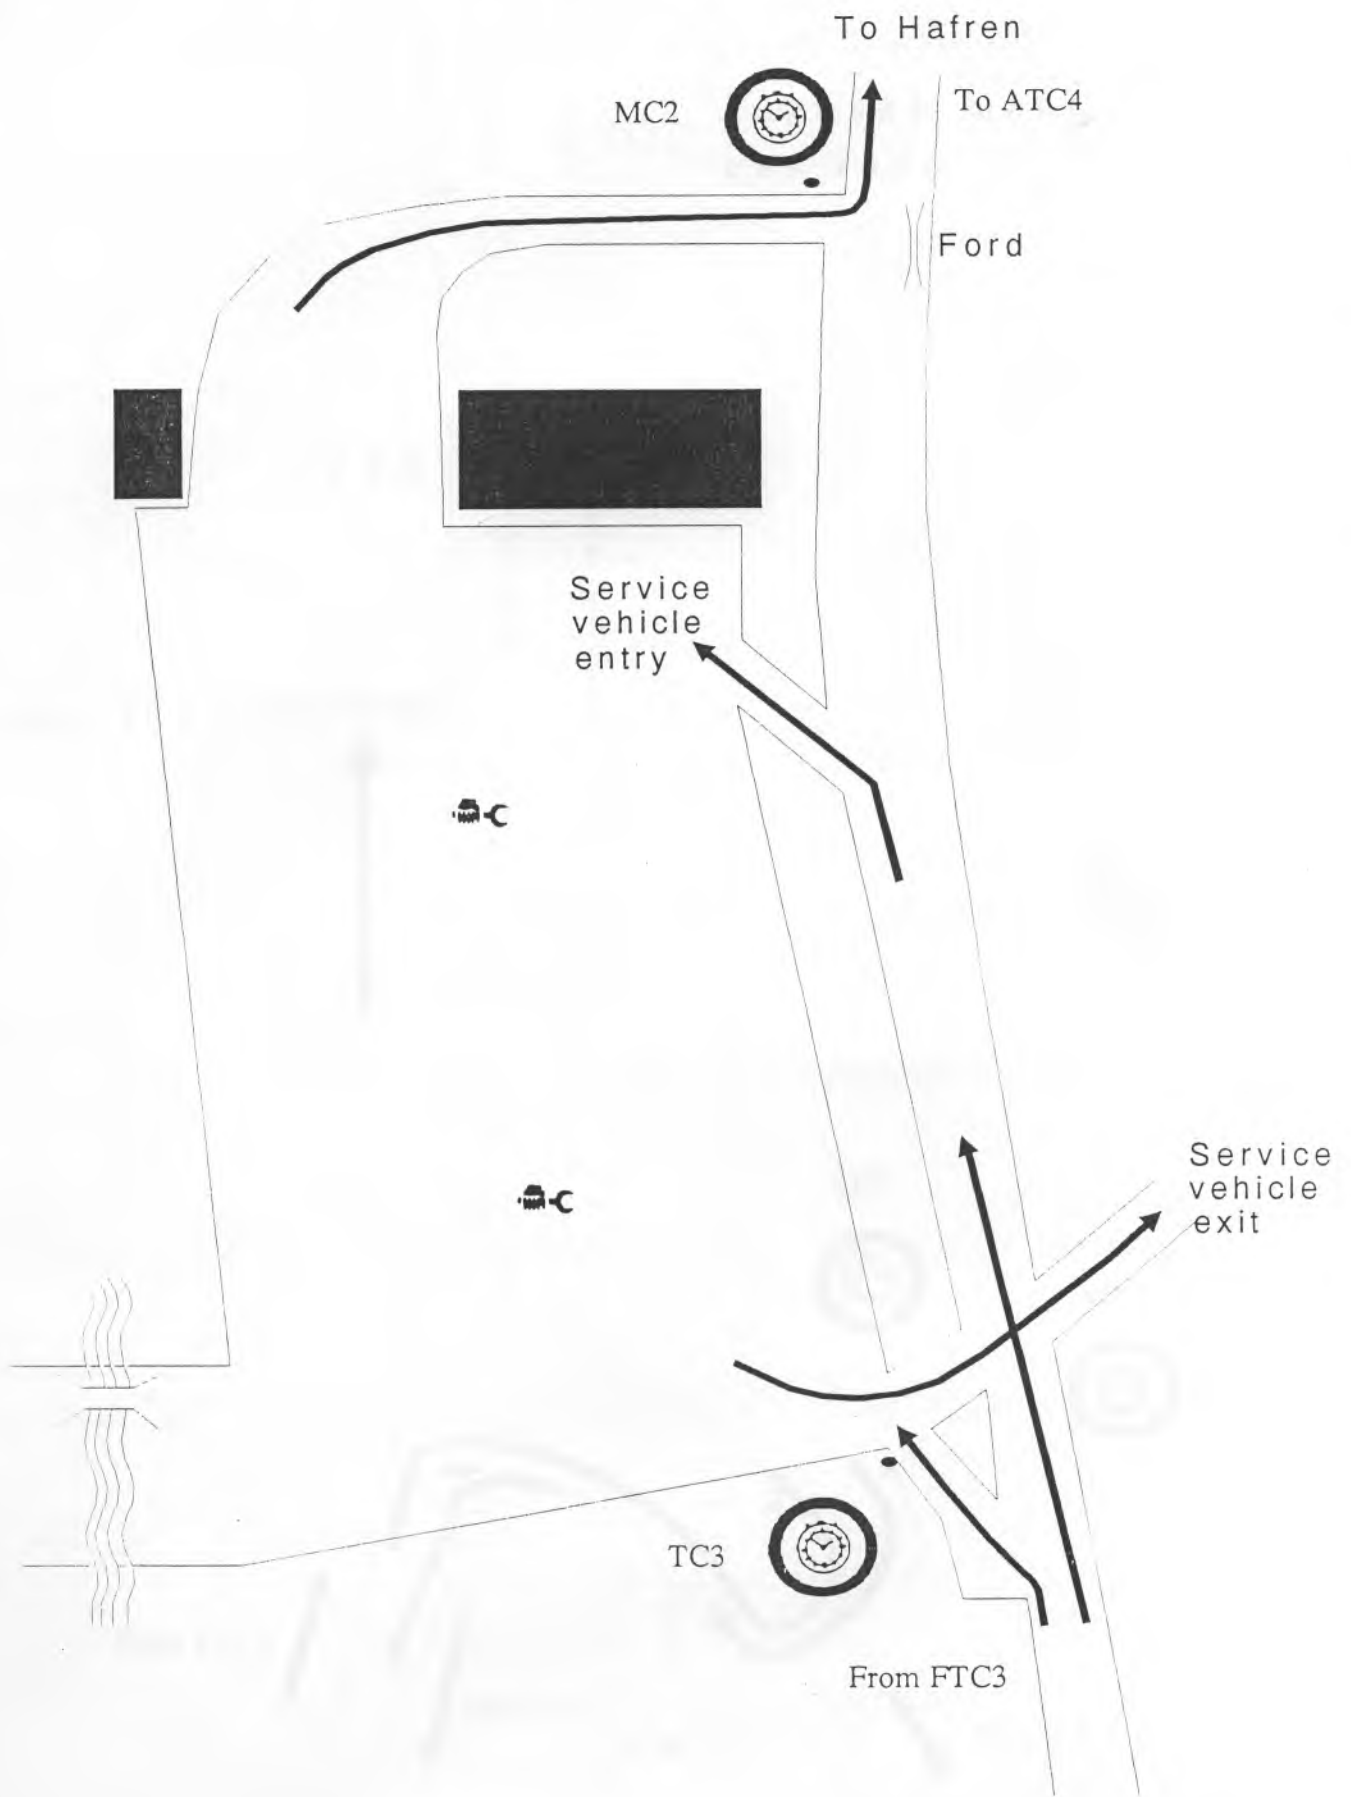 To Hafren
MC2
To ATC4
Ford
Service
vehicle
entry
Service
vehicle
exit
TC3
From FTC3